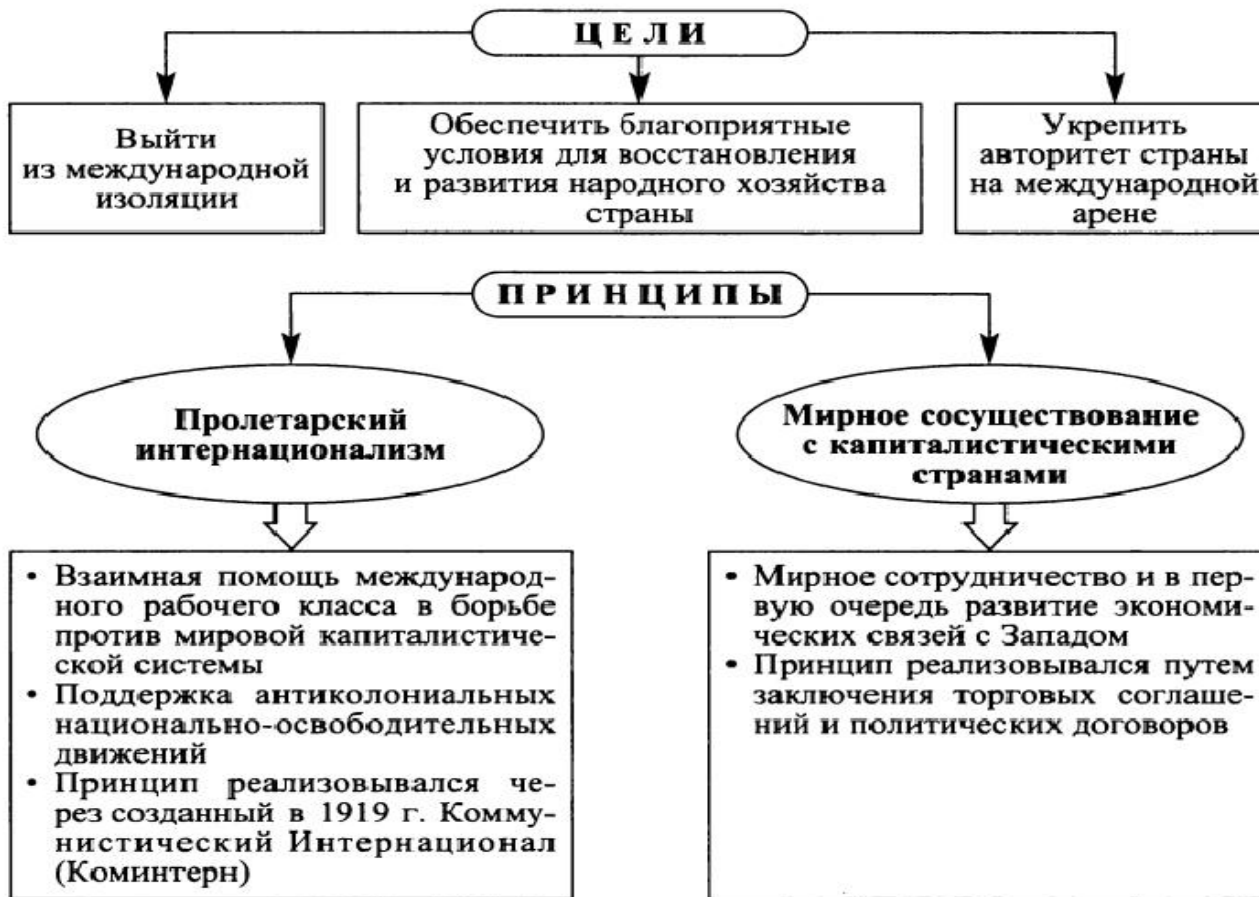 ЦЕЛИ
Выйти
из международной
изоляции
Обеспечить благоприятные
условия для восстановления
и развития народного хозяйства
страны
Укрепить
авторитет страны
на международной
арене
ПРИНЦИПЫ
Пролетарский
интернационализм
Мирное сосуществование
с капиталистическими
странами
• Взаимная помощь международ-
ного рабочего класса в борьбе
против мировой капиталистиче-
ской системы
• Поддержка антиколониальных
национально-освободительных
движений
• Принцип реализовывался че-
рез созданный в 1919 г. Комму-
нистический Интернационал
(Коминтерн)
• Мирное сотрудничество и в пер-
вую очередь развитие экономи-
ческих связей с Западом
• Принцип реализовывался путем
заключения торговых соглаше-
ний и политических договоров